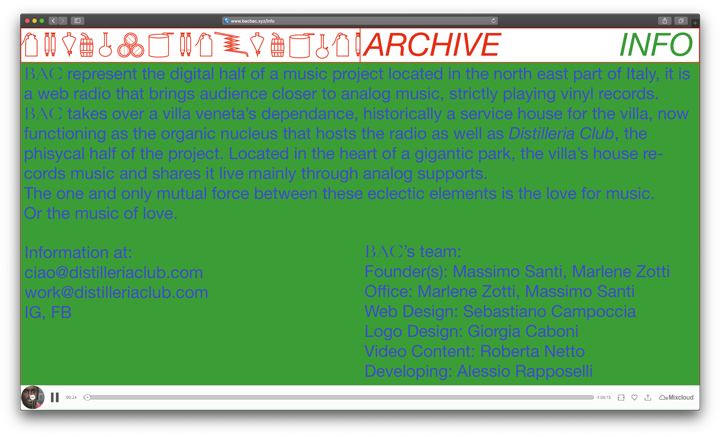 www.bacbac.xyz/info
ARCHIVE
INFO
BAC represent the digital half of a music project located in the north east part of Italy, it is
a web radio that brings audience closer to analog music, strictly playing vinyl records.
BAC takes over a villa veneta's dependance, historically a service house for the villa, now
functioning as the organic nucleus that hosts the radio as well as Distilleria Club, the
phisycal half of the project. Located in the heart of a gigantic park, the villa's house re-
cords music and shares it live mainly through analog supports.
The one and only mutual force between these eclectic elements is the love for music.
Or the music of love.
Information at:
ciao@distilleriaclub.com
work@distilleriaclub.com
IG, FB
BAC's team:
Founder(s): Massimo Santi, Marlene Zotti
Office: Marlene Zotti, Massimo Santi
Web Design: Sebastiano Campoccia
Logo Design: Giorgia Caboni
Video Content: Roberta Netto
Developing: Alessio Rapposelli
00:24
Mixcloud